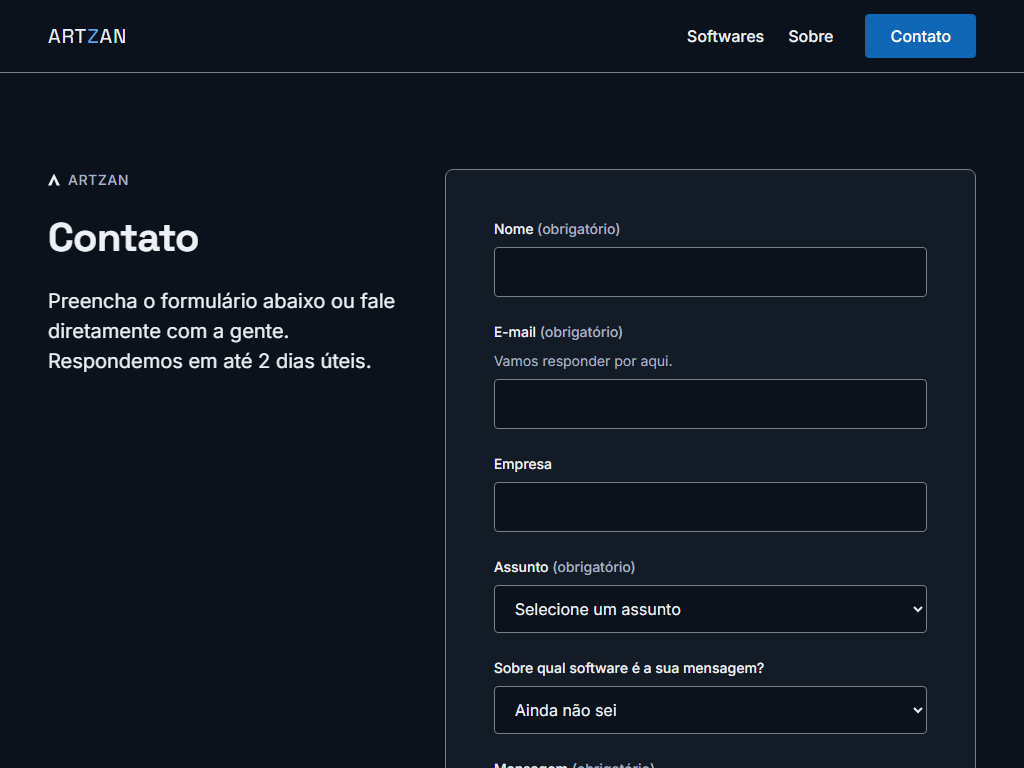 ARTZAN
Softwares
Sobre
Contato
ARTZAN
Contato
Preencha o formulário abaixo ou fale
diretamente com a gente.
Respondemos em até 2 dias úteis.
Nome (obrigatório)
E-mail (obrigatório)
Vamos responder por aqui.
Empresa
Assunto (obrigatório)
Selecione um assunto
Sobre qual software é a sua mensagem?
Ainda não sei
Mensagem (obrigatório)